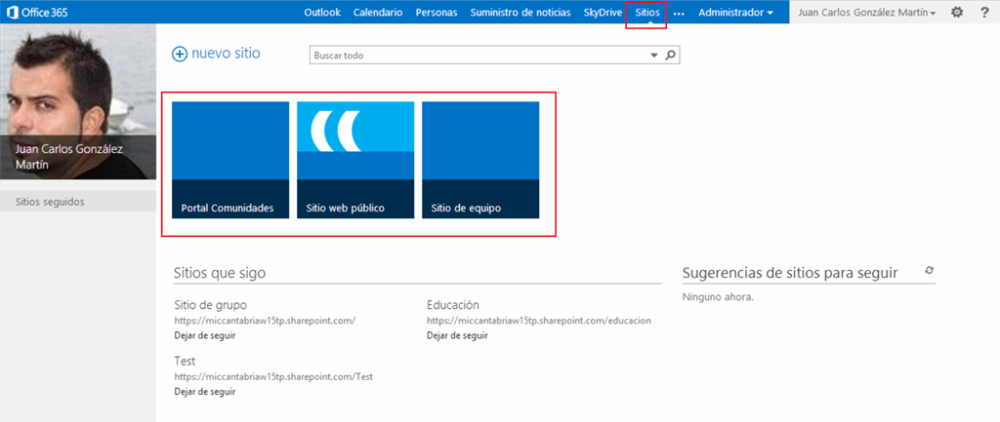 Office 365
Outlook Calendario Personas Suministro de noticias SkyDrive Sitios ... Administrador Juan Carlos González Martín ?
nuevo sitio
Buscar todo
Juan Carlos González
Martín
Sitios seguidos
Portal Comunidades
Sitio web público
Sitio de equipo
Sitios que sigo
Sitio de grupo
https://miccantabriaw15tp.sharepoint.com/
Dejar de seguir
Educación
https://miccantabriaw15tp.sharepoint.com/educacion
Dejar de seguir
Test
https://miccantabriaw15tp.sharepoint.com/Test
Dejar de seguir
Sugerencias de sitios para seguir
Ninguno ahora.